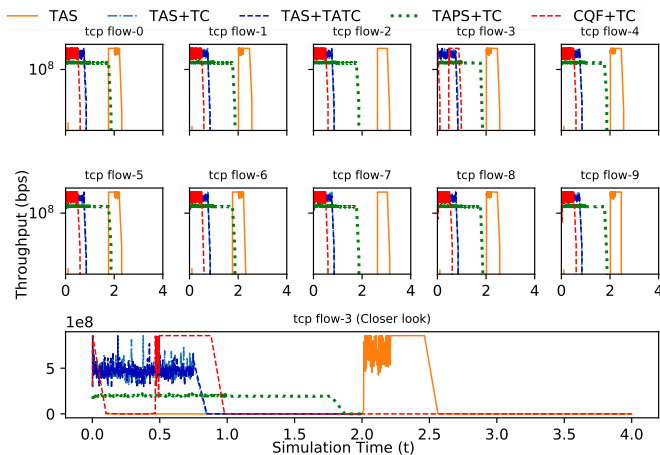 TAS TAS+TC TAS+TATC TAPS+TC CQF+TC
tcp flow-0 tcp flow-1 tcp flow-2 tcp flow-3 tcp flow-4
10⁸
tcp flow-5 tcp flow-6 tcp flow-7 tcp flow-8 tcp flow-9
10⁸
Throughput (bps)
0 2 4 0 2 4 0 2 4 0 2 4 0 2 4
tcp flow-3 (Closer look)
1e8
5
0
0.0 0.5 1.0 1.5 2.0 2.5 3.0 3.5 4.0
Simulation Time (t)